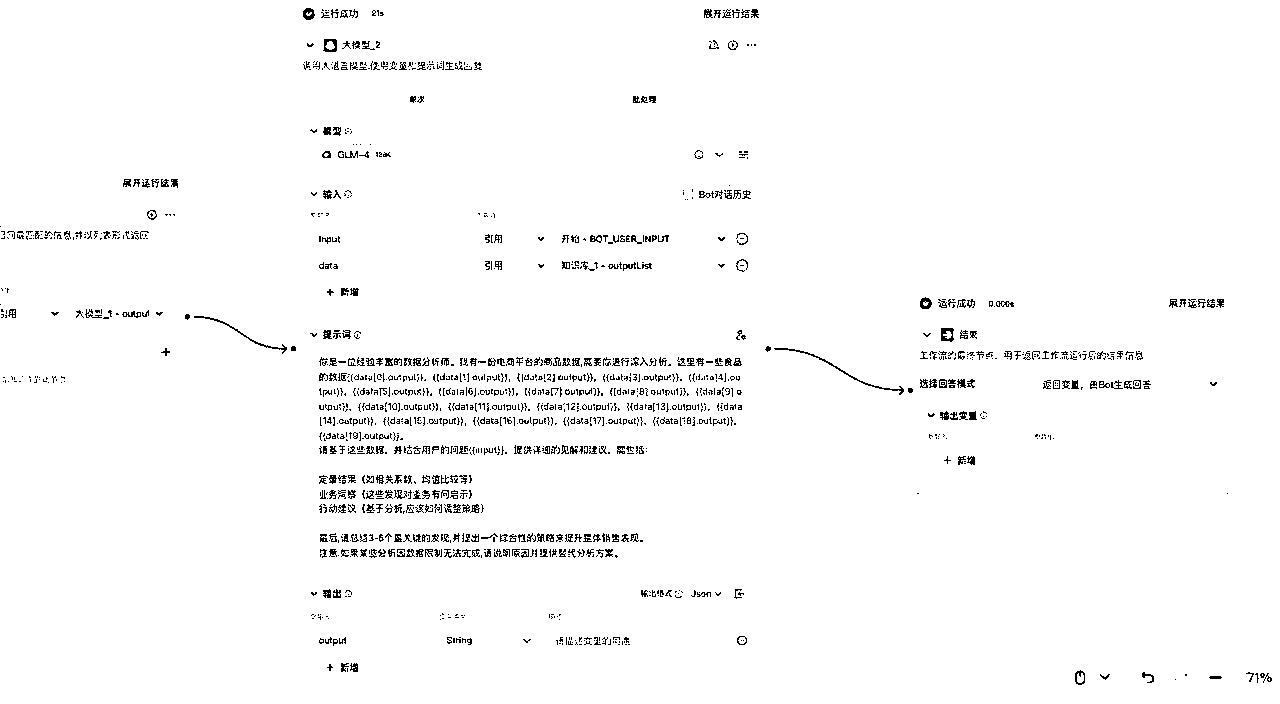 展开运行结果
回最匹配的信息,并以列表形式返回
引用 大模型_1 - output
+
运行成功 21s 展开运行结果
大模型_2
调用大语言模型,使用变量和提示词生成回复
单次 批处理
模型
GLM-4 128K
输入 Bot对话历史
input 引用 开始 - BOT_USER_INPUT
data 引用 知识库_1 - outputList
+ 新增
提示词
你是一位经验丰富的数据分析师。我有一份电商平台的商品数据,需要你进行深入分析。这里有一些食品
的数据{{data[0].output}}, {{data[1].output}}, {{data[2].output}}, {{data[3].output}}, {{data[4].ou
tput}}, {{data[5].output}}, {{data[6].output}}, {{data[7].output}}, {{data[8].output}}, {{data[9].o
utput}}, {{data[10].output}}, {{data[11].output}}, {{data[12].output}}, {{data[13].output}}, {{data
[14].output}}, {{data[15].output}}, {{data[16].output}}, {{data[17].output}}, {{data[18].output}},
{{data[19].output}}。
请基于这些数据，并结合用户的问题{{input}}，提供详细的见解和建议。需包括:
定量结果（如相关系数、均值比较等）
业务洞察（这些发现对业务有何启示）
行动建议（基于分析,应该如何调整策略）
最后,请总结3-5个最关键的发现,并提出一个综合性的策略来提升整体销售表现。
注意:如果某些分析因数据限制无法完成,请说明原因并提供替代分析方案。
输出 输出格式 Json
output String 请描述变量的用途
+ 新增
运行成功 0.000s 展开运行结果
结果
工作流的最终节点，用于返回工作流运行后的结果信息
选择回答模式 返回变量，由Bot生成回答
输出变量
+ 新增
71%